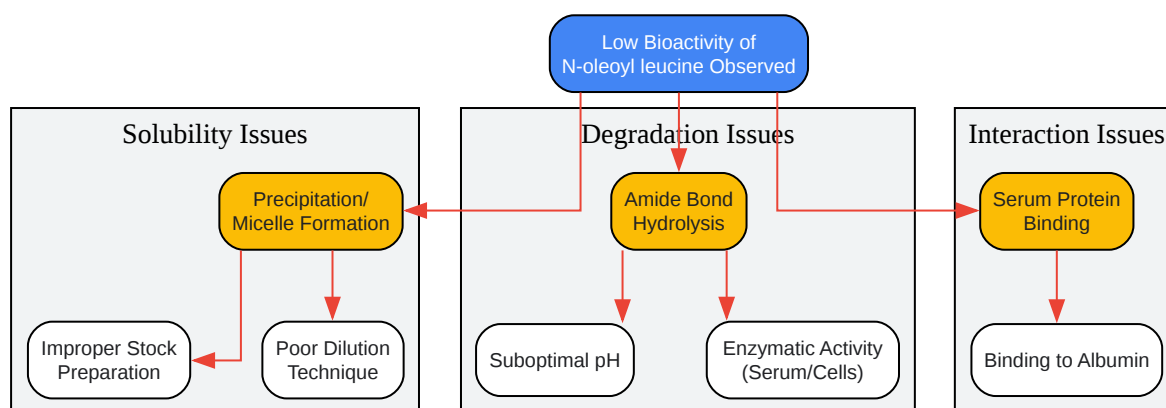 Low Bioactivity of
N-oleoyl leucine Observed
Solubility Issues
Precipitation/
Micelle Formation
Improper Stock
Preparation
Poor Dilution
Technique
Degradation Issues
Amide Bond
Hydrolysis
Suboptimal pH
Enzymatic Activity
(Serum/Cells)
Interaction Issues
Serum Protein
Binding
Binding to Albumin